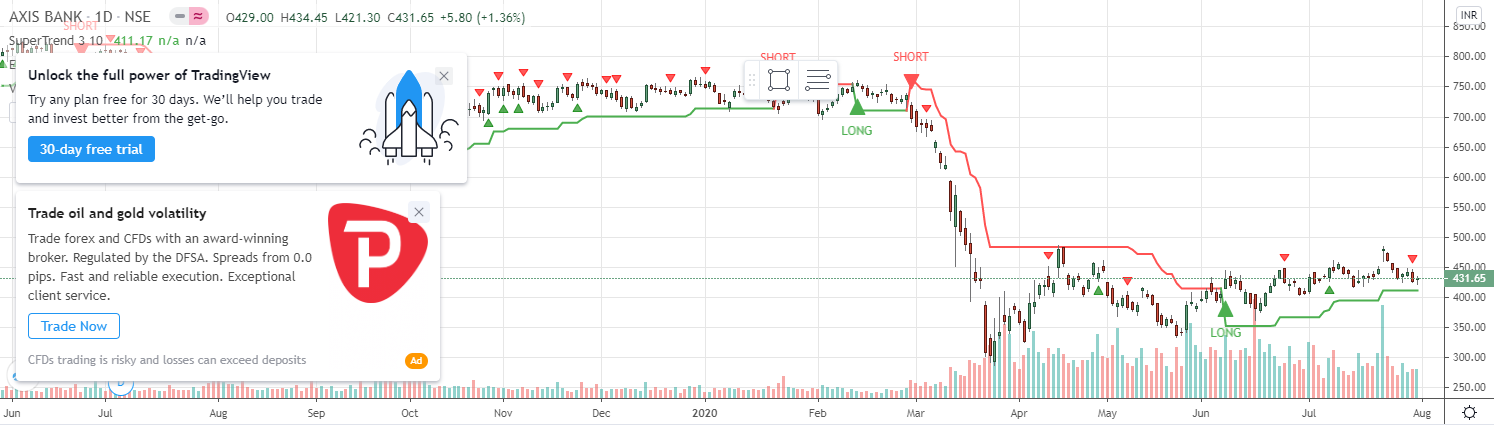 AXIS BANK · 1D · NSE
O429.00 H434.45 L421.30 C431.65 +5.80 (+1.36%)
INR
SHORT
SuperTrend 3 10 411.17 n/a n/a
850.00
800.00
750.00
700.00
650.00
600.00
550.00
500.00
450.00
431.65
400.00
350.00
300.00
250.00
Unlock the full power of TradingView
Try any plan free for 30 days. We'll help you trade
and invest better from the get-go.
30-day free trial
SHORT
SHORT
LONG
LONG
Trade oil and gold volatility
Trade forex and CFDs with an award-winning
broker. Regulated by the DFSA. Spreads from 0.0
pips. Fast and reliable execution. Exceptional
client service.
Trade Now
CFDs trading is risky and losses can exceed deposits
Ad
P
Jun Jul Aug Sep Oct Nov Dec 2020 Feb Mar Apr May Jun Jul Aug